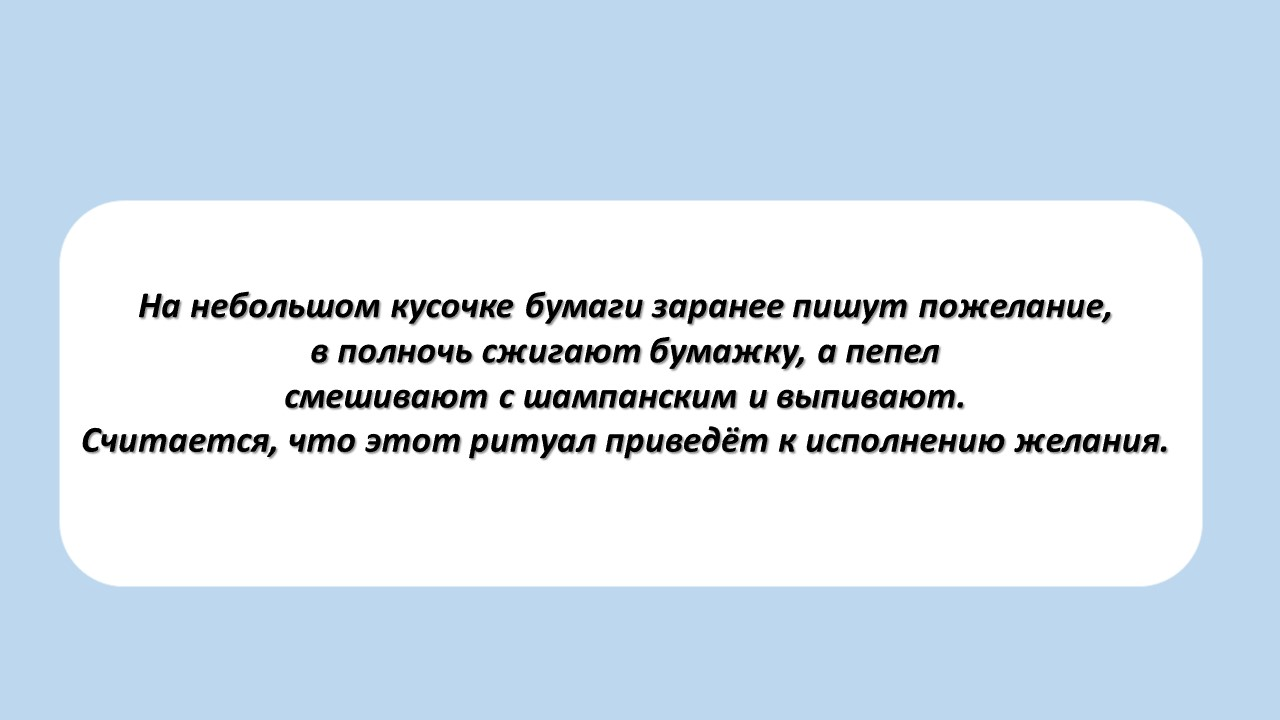 На небольшом кусочке бумаги заранее пишут пожелание,
в полночь сжигают бумажку, а пепел
смешивают с шампанским и выпивают.
Считается, что этот ритуал приведёт к исполнению желания.